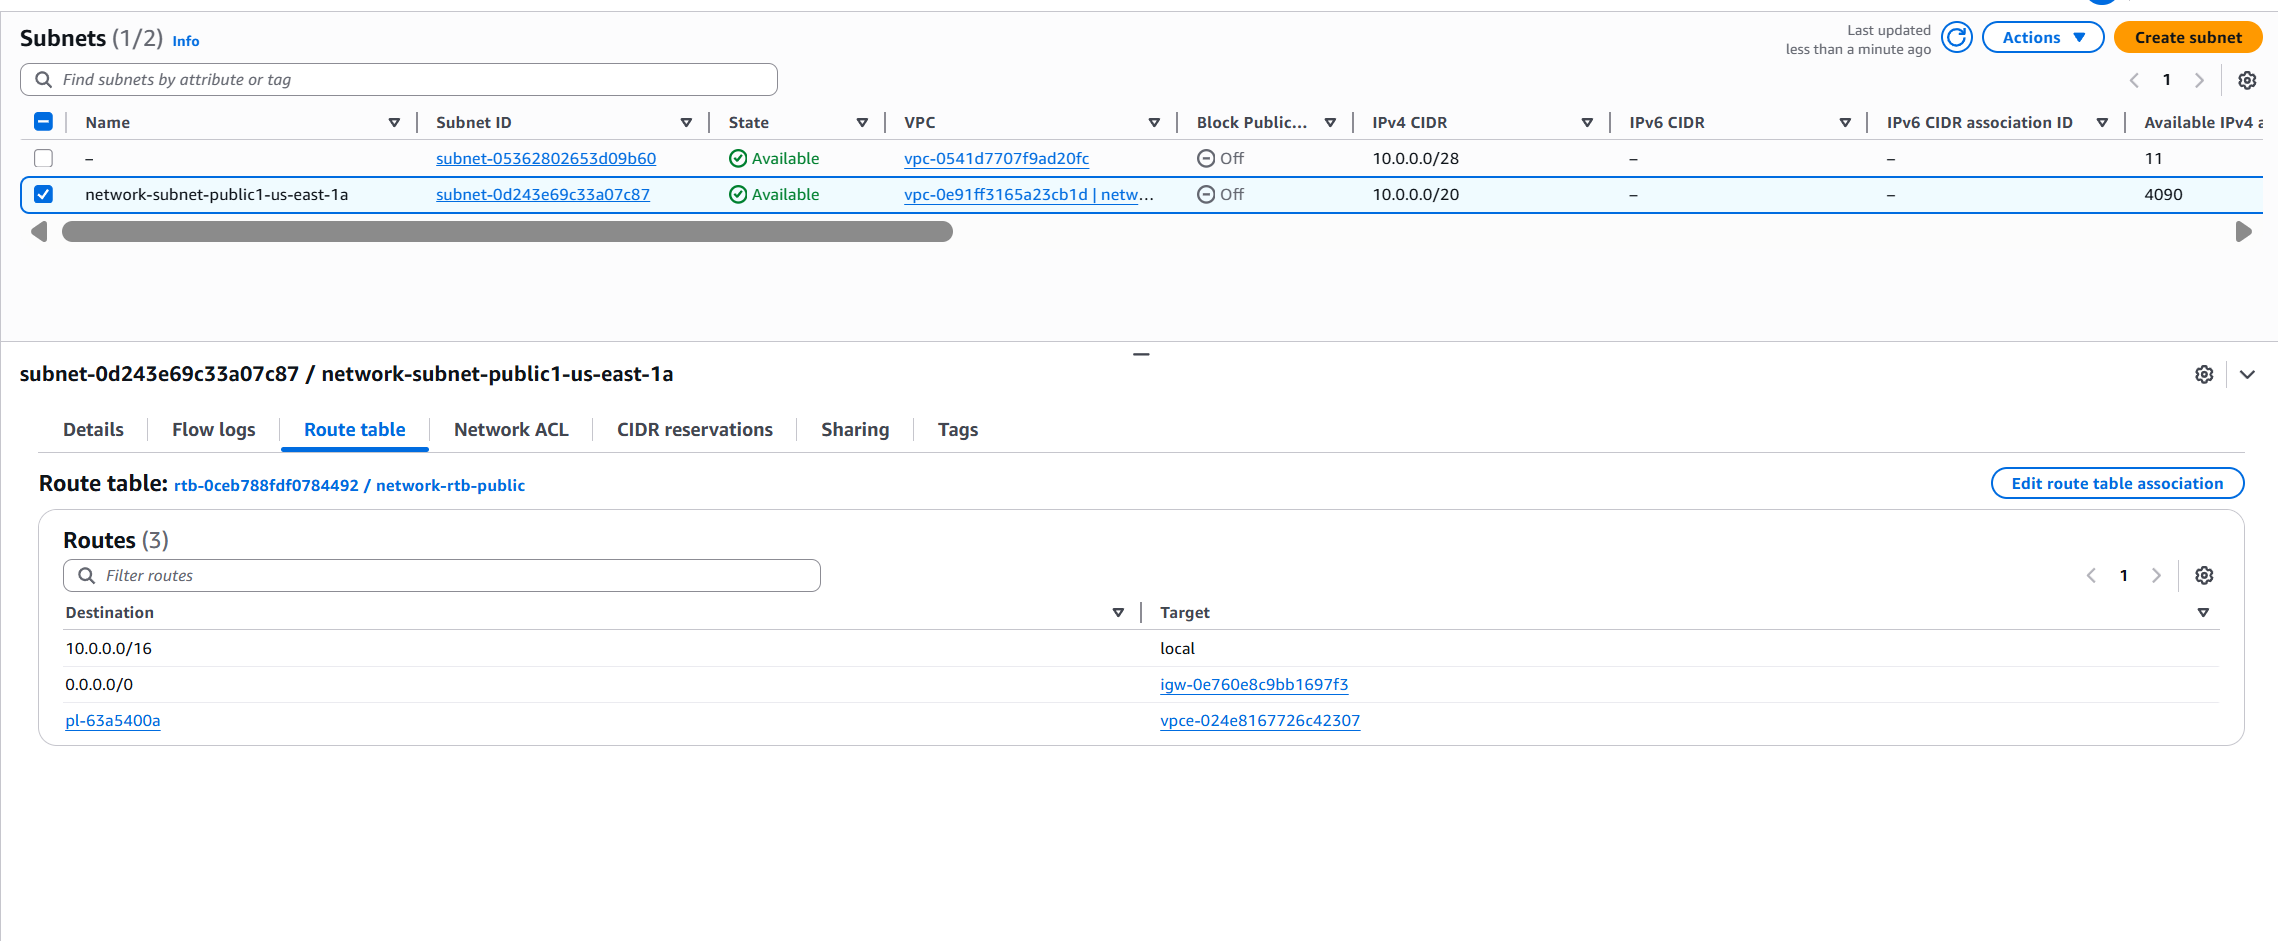 Subnets (1/2) Info
Last updated
less than a minute ago
Actions
Create subnet
Find subnets by attribute or tag
1
Name Subnet ID State VPC Block Public... IPv4 CIDR IPv6 CIDR IPv6 CIDR association ID Available IPv4
– subnet-05362802653d09b60 Available vpc-0541d7707f9ad20fc Off 10.0.0.0/28 – – 11
network-subnet-public1-us-east-1a subnet-0d243e69c33a07c87 Available vpc-0e91ff3165a23cb1d | netw... Off 10.0.0.0/20 – – 4090
subnet-0d243e69c33a07c87 / network-subnet-public1-us-east-1a
Details Flow logs Route table Network ACL CIDR reservations Sharing Tags
Route table: rtb-0ceb788fdf0784492 / network-rtb-public
Edit route table association
Routes (3)
Filter routes
1
Destination Target
10.0.0.0/16 local
0.0.0.0/0 igw-0e760e8c9bb1697f3
pl-63a5400a vpce-024e8167726c42307